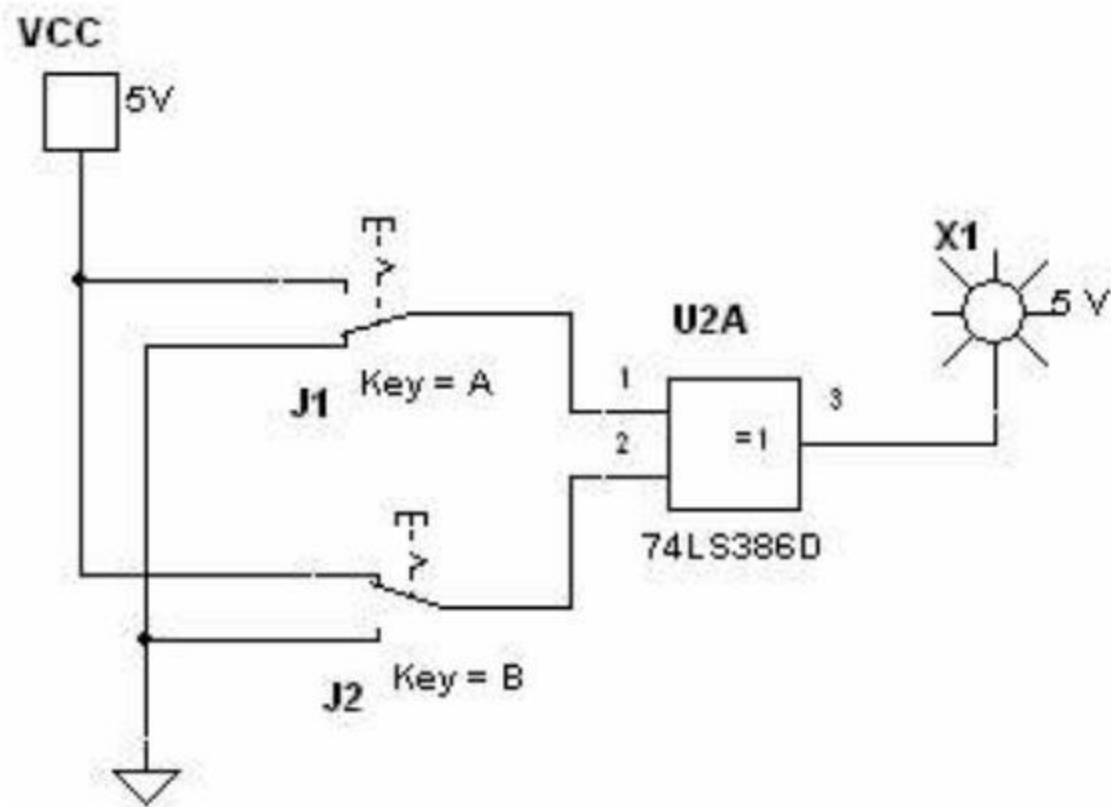 VCC
5V
X1
5 V
U2A
1
Key = A
J1
3
2
=1
74LS386D
Key = B
J2